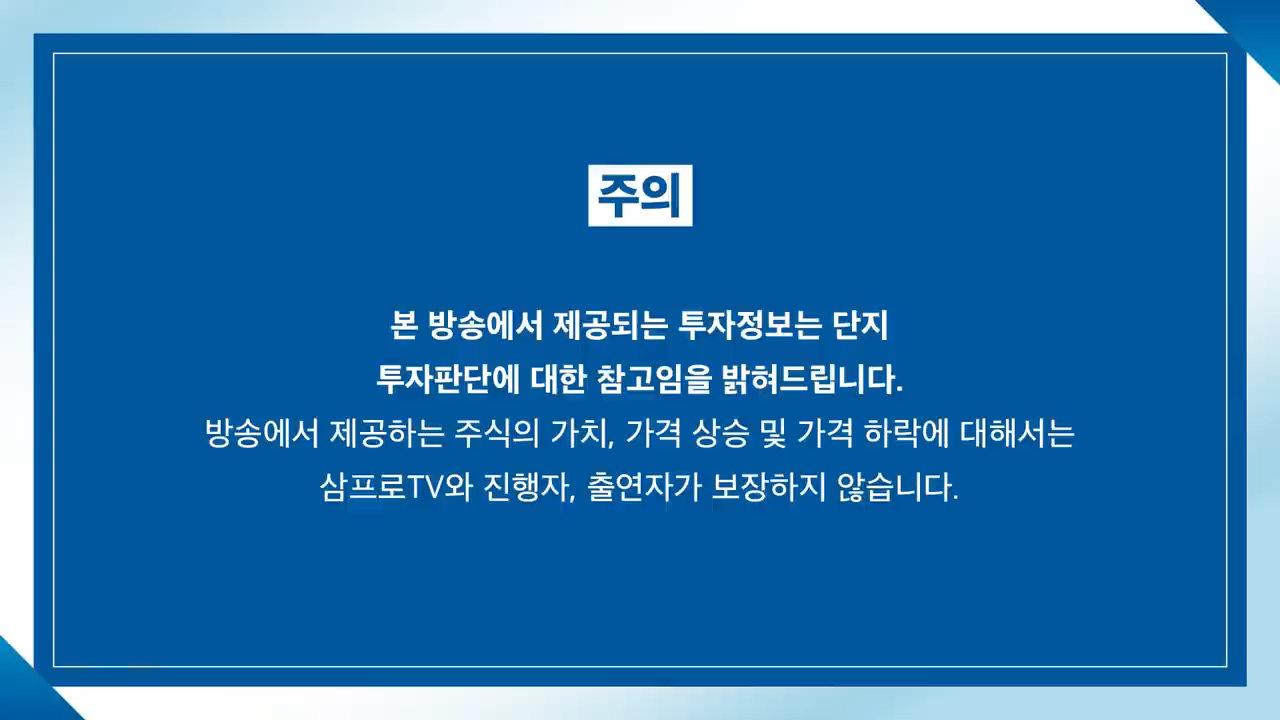 주의
본 방송에서 제공되는 투자정보는 단지
투자판단에 대한 참고임을 밝혀드립니다.
방송에서 제공하는 주식의 가치, 가격 상승 및 가격 하락에 대해서는
삼프로TV와 진행자, 출연자가 보장하지 않습니다.